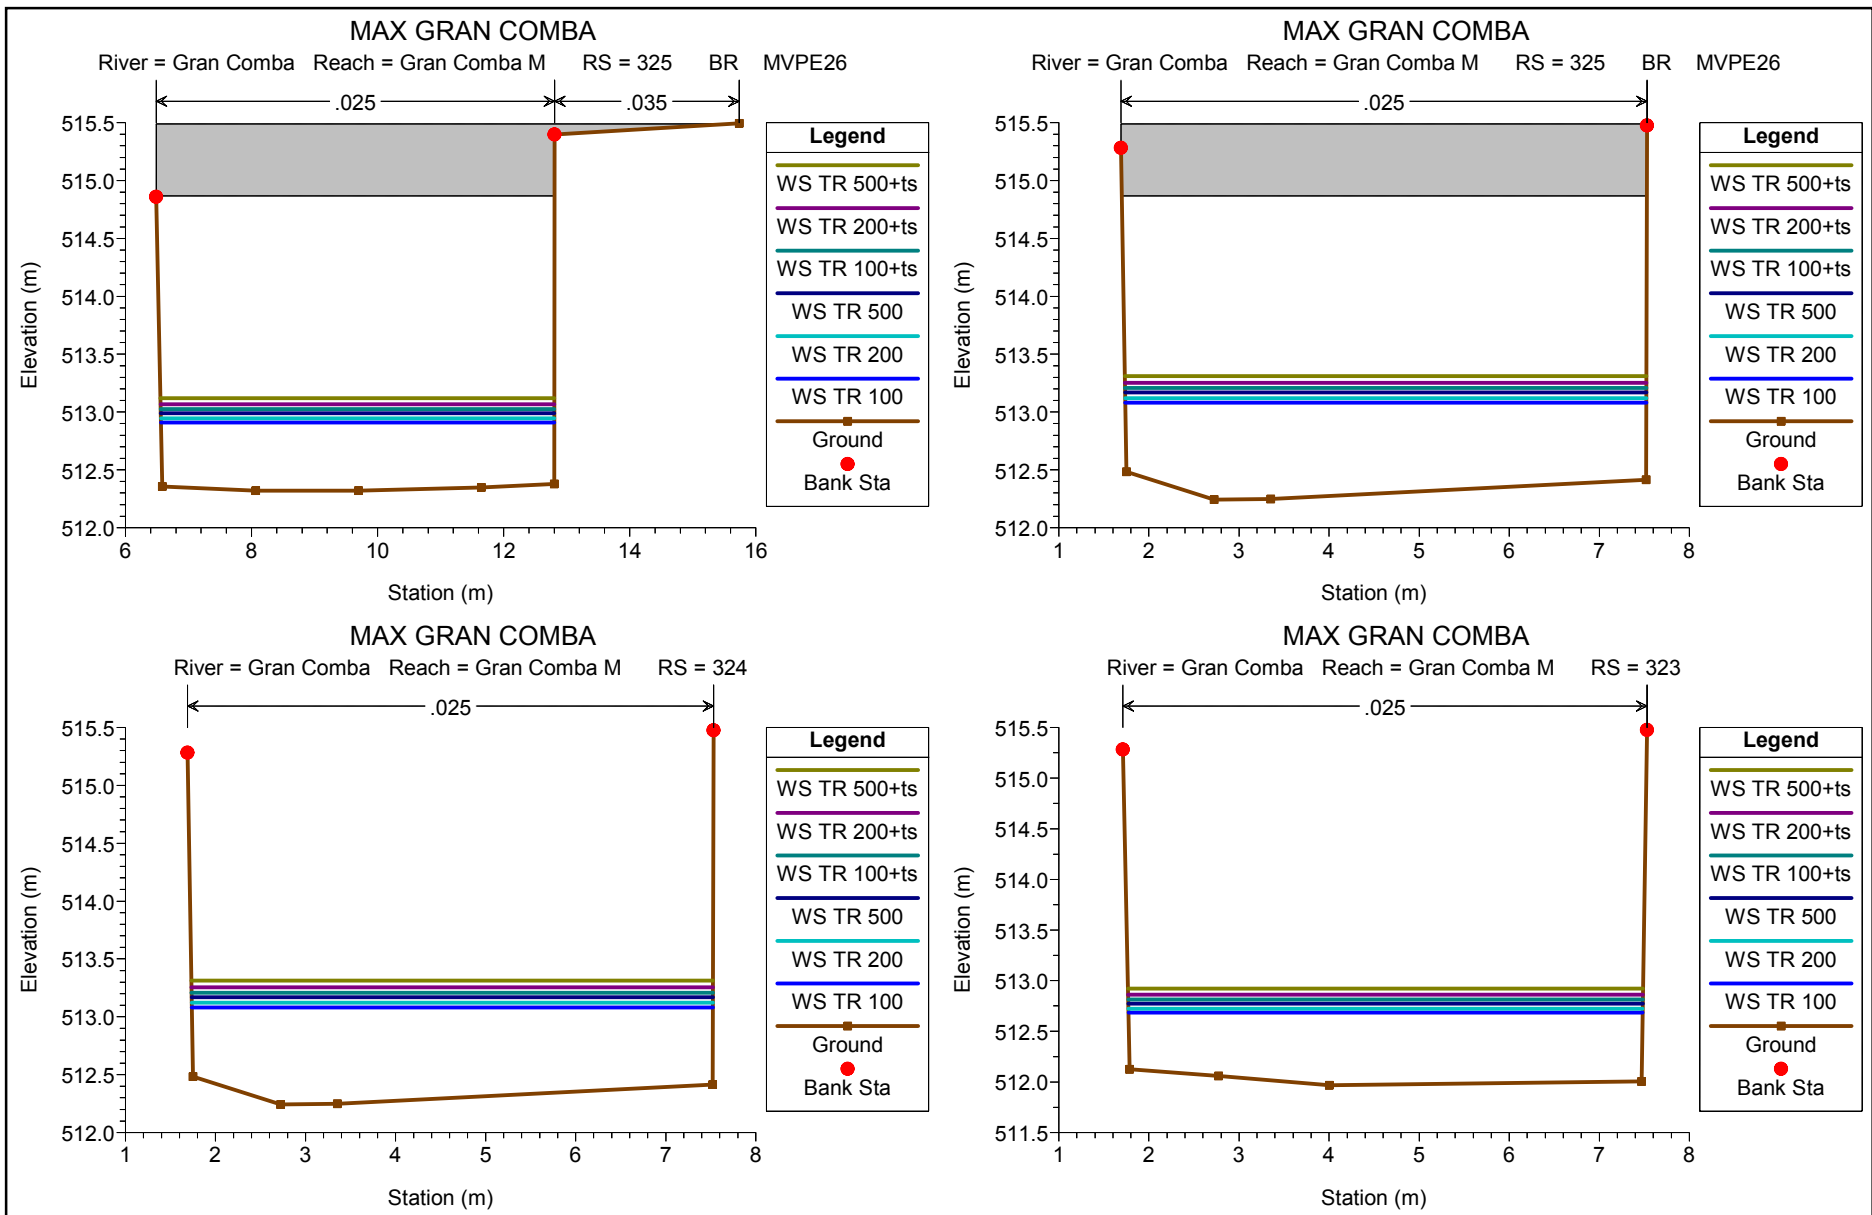 MAX GRAN COMBA
River = Gran Comba Reach = Gran Comba M RS = 325 BR MVPE26
.025 .035
515.5
515.0
514.5
514.0
513.5
513.0
512.5
512.0
Elevation (m)
6 8 10 12 14 16
Station (m)
Legend
WS TR 500+ts
WS TR 200+ts
WS TR 100+ts
WS TR 500
WS TR 200
WS TR 100
Ground
Bank Sta
MAX GRAN COMBA
River = Gran Comba Reach = Gran Comba M RS = 325 BR MVPE26
.025
515.5
515.0
514.5
514.0
513.5
513.0
512.5
512.0
Elevation (m)
1 2 3 4 5 6 7 8
Station (m)
Legend
WS TR 500+ts
WS TR 200+ts
WS TR 100+ts
WS TR 500
WS TR 200
WS TR 100
Ground
Bank Sta
MAX GRAN COMBA
River = Gran Comba Reach = Gran Comba M RS = 324
.025
515.5
515.0
514.5
514.0
513.5
513.0
512.5
512.0
Elevation (m)
1 2 3 4 5 6 7 8
Station (m)
Legend
WS TR 500+ts
WS TR 200+ts
WS TR 100+ts
WS TR 500
WS TR 200
WS TR 100
Ground
Bank Sta
MAX GRAN COMBA
River = Gran Comba Reach = Gran Comba M RS = 323
.025
515.5
515.0
514.5
514.0
513.5
513.0
512.5
512.0
511.5
Elevation (m)
1 2 3 4 5 6 7 8
Station (m)
Legend
WS TR 500+ts
WS TR 200+ts
WS TR 100+ts
WS TR 500
WS TR 200
WS TR 100
Ground
Bank Sta